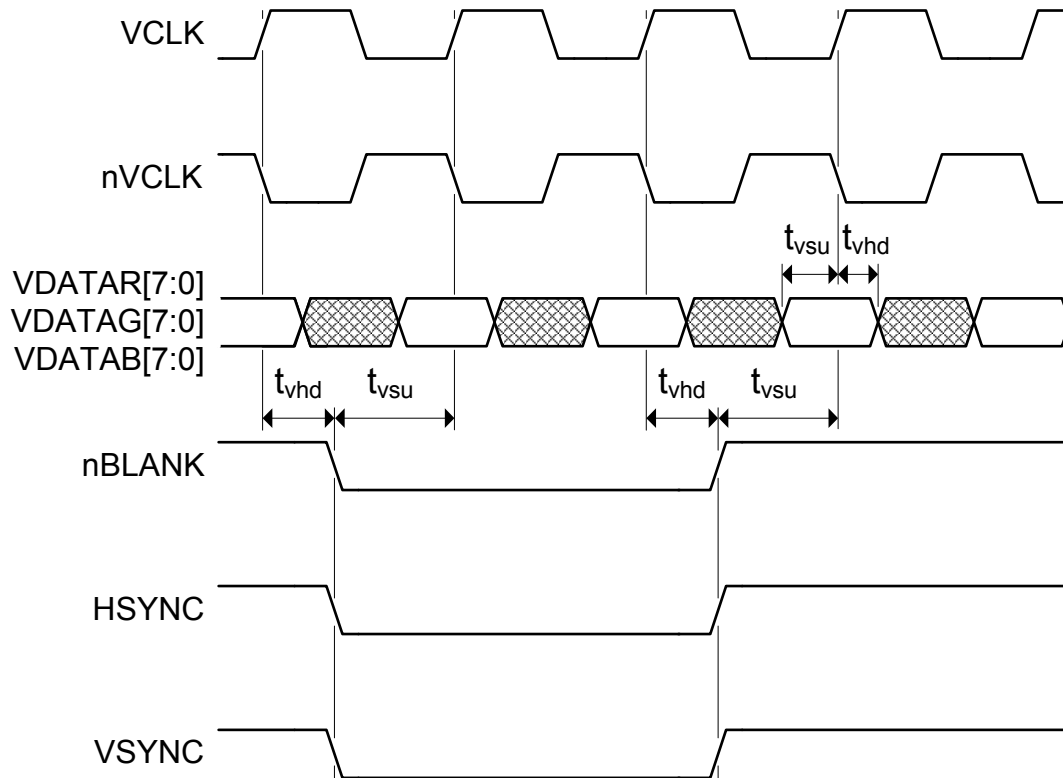 VCLK
nVCLK
tvsu tvhd
VDATAR[7:0]
VDATAG[7:0]
VDATAB[7:0]
tvhd tvsu tvhd tvsu
nBLANK
HSYNC
VSYNC